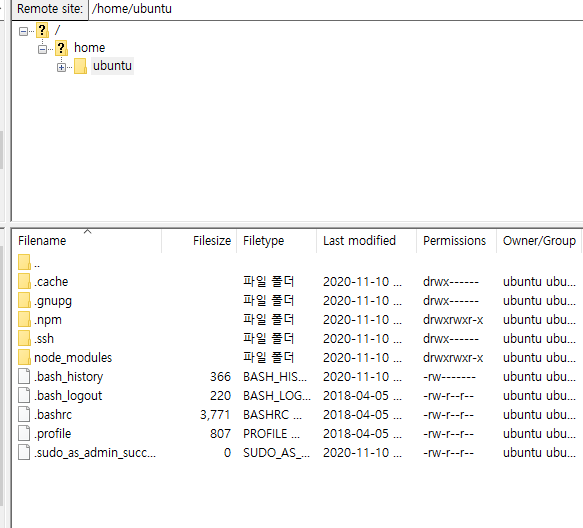 Remote site: /home/ubuntu
/
home
ubuntu
Filename Filesize Filetype Last modified Permissions Owner/Group
..
.cache 파일 폴더 2020-11-10 ... drwx------ ubuntu ubu...
.gnupg 파일 폴더 2020-11-10 ... drwx------ ubuntu ubu...
.npm 파일 폴더 2020-11-10 ... drwxrwxr-x ubuntu ubu...
.ssh 파일 폴더 2020-11-10 ... drwx------ ubuntu ubu...
node_modules 파일 폴더 2020-11-10 ... drwxrwxr-x ubuntu ubu...
.bash_history 366 BASH_HIS... 2020-11-10 ... -rw------- ubuntu ubu...
.bash_logout 220 BASH_LOG... 2018-04-05 ... -rw-r--r-- ubuntu ubu...
.bashrc 3,771 BASHRC ... 2018-04-05 ... -rw-r--r-- ubuntu ubu...
.profile 807 PROFILE ... 2018-04-05 ... -rw-r--r-- ubuntu ubu...
.sudo_as_admin_succ... 0 SUDO_AS_... 2020-11-10 ... -rw-r--r-- ubuntu ubu...